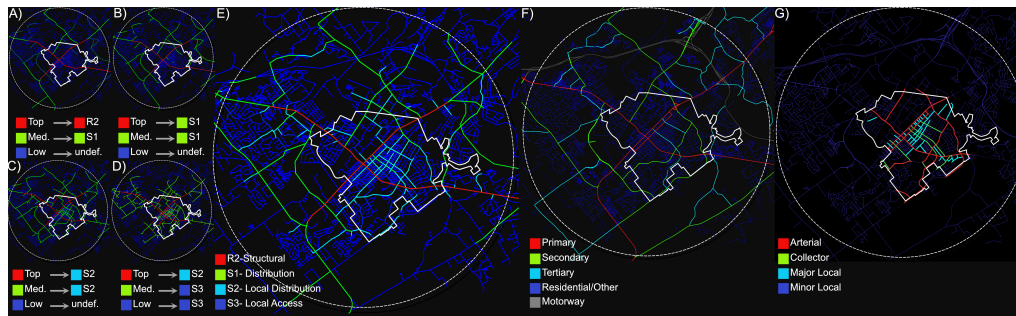 A)
Top R2
Med. S1
Low undef.
B)
Top S1
Med. S1
Low undef.
C)
Top S2
Med. S2
Low undef.
D)
Top S2
Med. S3
Low S3
E)
R2-Structural
S1- Distribution
S2- Local Distribution
S3- Local Access
F)
Primary
Secondary
Tertiary
Residential/Other
Motorway
G)
Arterial
Collector
Major Local
Minor Local